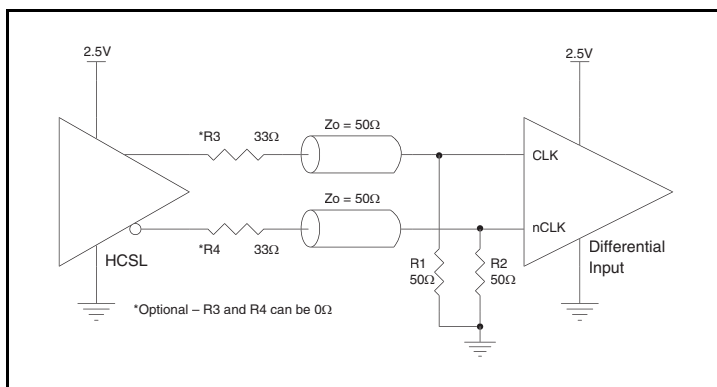 2.5V
2.5V
*R3
33Ω
Zo = 50Ω
CLK
Zo = 50Ω
nCLK
*R4
33Ω
HCSL
Differential
Input
R1
50Ω
R2
50Ω
*Optional – R3 and R4 can be 0Ω